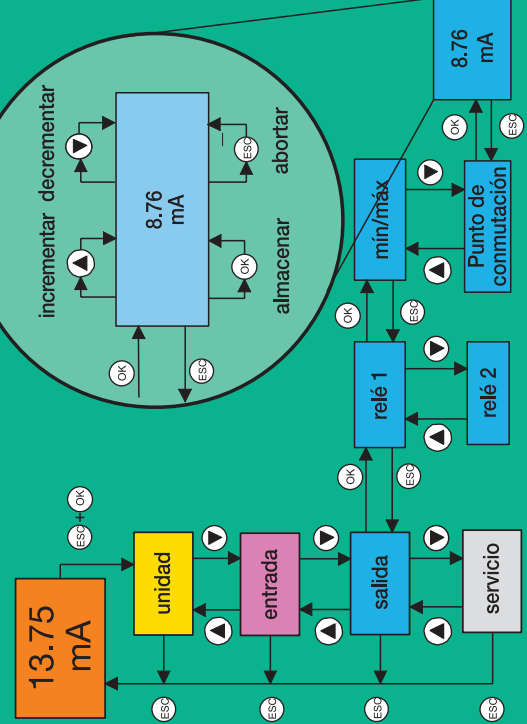 13.75
mA
ESC + OK
unidad
entrada
salida
servicio
ESC
ESC
ESC
ESC
OK
ESC
relé 1
relé 2
OK
ESC
mín/máx
Punto de
conmutación
OK
ESC
8.76
mA
incrementar
decrementar
8.76
mA
OK
ESC
OK
ESC
almacenar
abortar